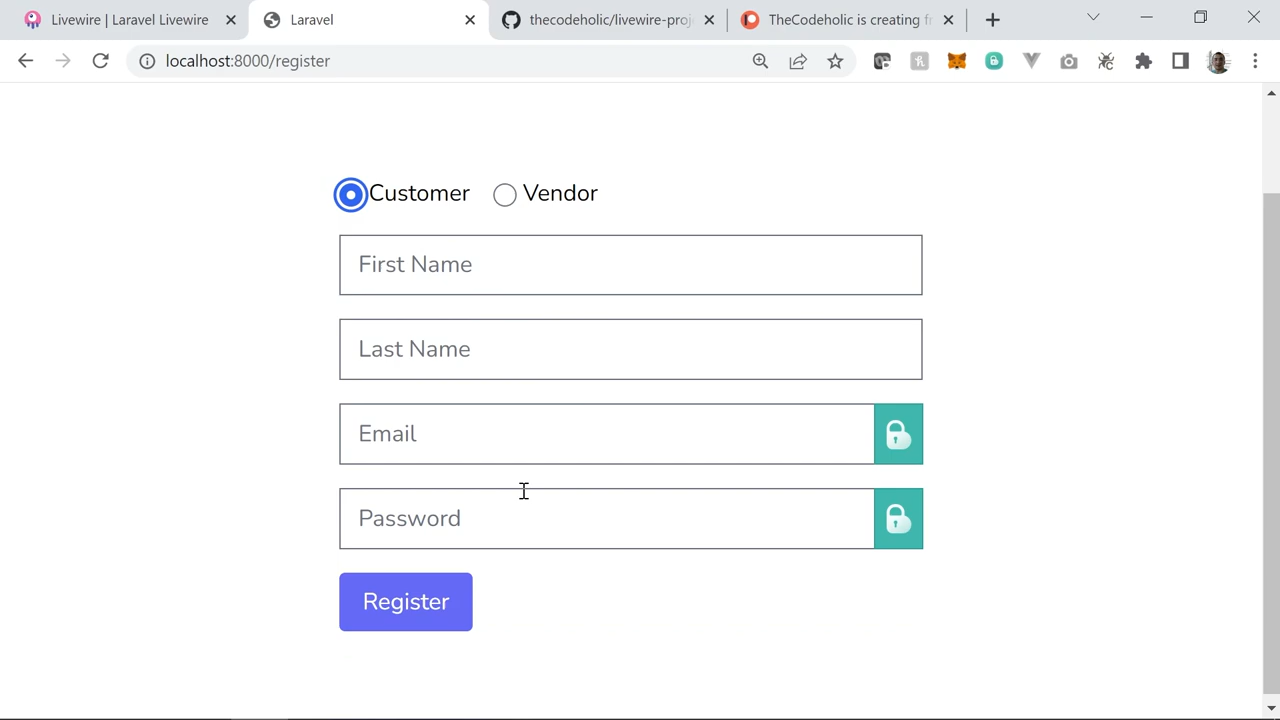 Livewire | Laravel Livewire
Laravel
thecodeholic/livewire-proj
TheCodeholic is creating fr
localhost:8000/register
Customer
Vendor
First Name
Last Name
Email
Password
Register